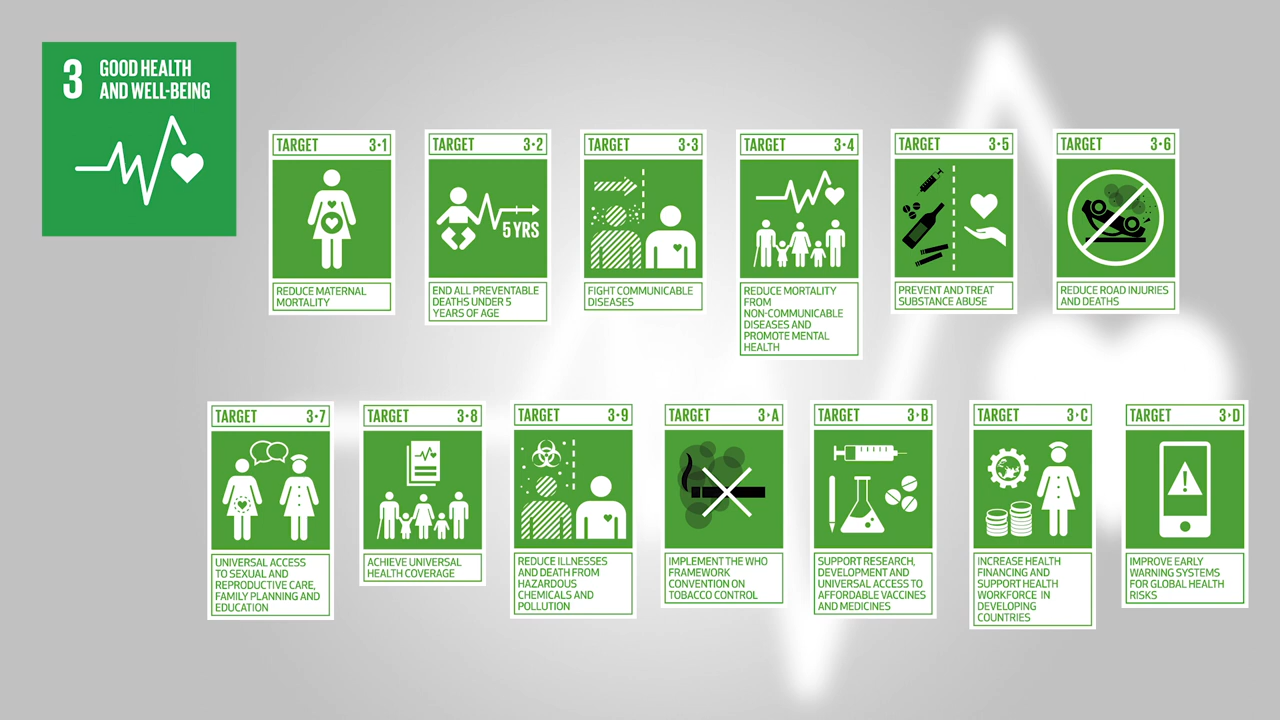 3 GOOD HEALTH
AND WELL-BEING
TARGET 3·1
REDUCE MATERNAL
MORTALITY
TARGET 3·2
5 YRS
END ALL PREVENTABLE
DEATHS UNDER 5
YEARS OF AGE
TARGET 3·3
FIGHT COMMUNICABLE
DISEASES
TARGET 3·4
REDUCE MORTALITY
FROM
NON-COMMUNICABLE
DISEASES AND
PROMOTE MENTAL
HEALTH
TARGET 3·5
PREVENT AND TREAT
SUBSTANCE ABUSE
TARGET 3·6
REDUCE ROAD INJURIES
AND DEATHS
TARGET 3·7
UNIVERSAL ACCESS
TO SEXUAL AND
REPRODUCTIVE CARE,
FAMILY PLANNING AND
EDUCATION
TARGET 3·8
ACHIEVE UNIVERSAL
HEALTH COVERAGE
TARGET 3·9
REDUCE ILLNESSES
AND DEATH FROM
HAZARDOUS
CHEMICALS AND
POLLUTION
TARGET 3·A
IMPLEMENT THE WHO
FRAMEWORK
CONVENTION ON
TOBACCO CONTROL
TARGET 3·B
SUPPORT RESEARCH,
DEVELOPMENT AND
UNIVERSAL ACCESS TO
AFFORDABLE VACCINES
AND MEDICINES
TARGET 3·C
INCREASE HEALTH
FINANCING AND
SUPPORT HEALTH
WORKFORCE IN
DEVELOPING
COUNTRIES
TARGET 3·D
IMPROVE EARLY
WARNING SYSTEMS
FOR GLOBAL HEALTH
RISKS